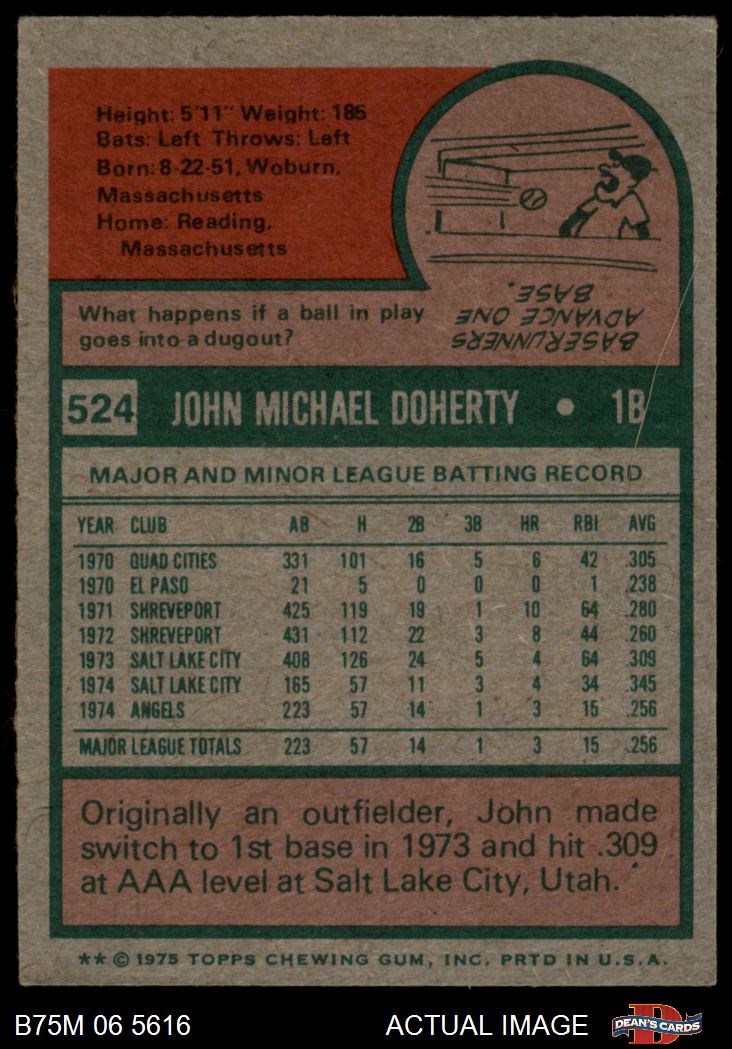 Height: 5'11" Weight: 185
Bats: Left Throws: Left
Born: 8-22-51, Woburn,
Massachusetts
Home: Reading,
Massachusetts
What happens if a ball in play
goes into a dugout?
BASERUNNERS
ADVANCE ONE
BASE.
524 JOHN MICHAEL DOHERTY • 1B
MAJOR AND MINOR LEAGUE BATTING RECORD
YEAR CLUB AB H 2B 3B HR RBI AVG
1970 QUAD CITIES 331 101 16 5 6 42 .305
1970 EL PASO 21 5 0 0 0 1 .238
1971 SHREVEPORT 425 119 19 1 10 64 .280
1972 SHREVEPORT 431 112 22 3 8 44 .260
1973 SALT LAKE CITY 408 126 24 5 4 64 .309
1974 SALT LAKE CITY 165 57 11 3 4 34 .345
1974 ANGELS 223 57 14 1 3 15 .256
MAJOR LEAGUE TOTALS 223 57 14 1 3 15 .256
Originally an outfielder, John made
switch to 1st base in 1973 and hit .309
at AAA level at Salt Lake City, Utah.
** © 1975 TOPPS CHEWING GUM, INC. PRTD IN U.S.A.
B75M 06 5616 ACTUAL IMAGE DEAN'S CARDS